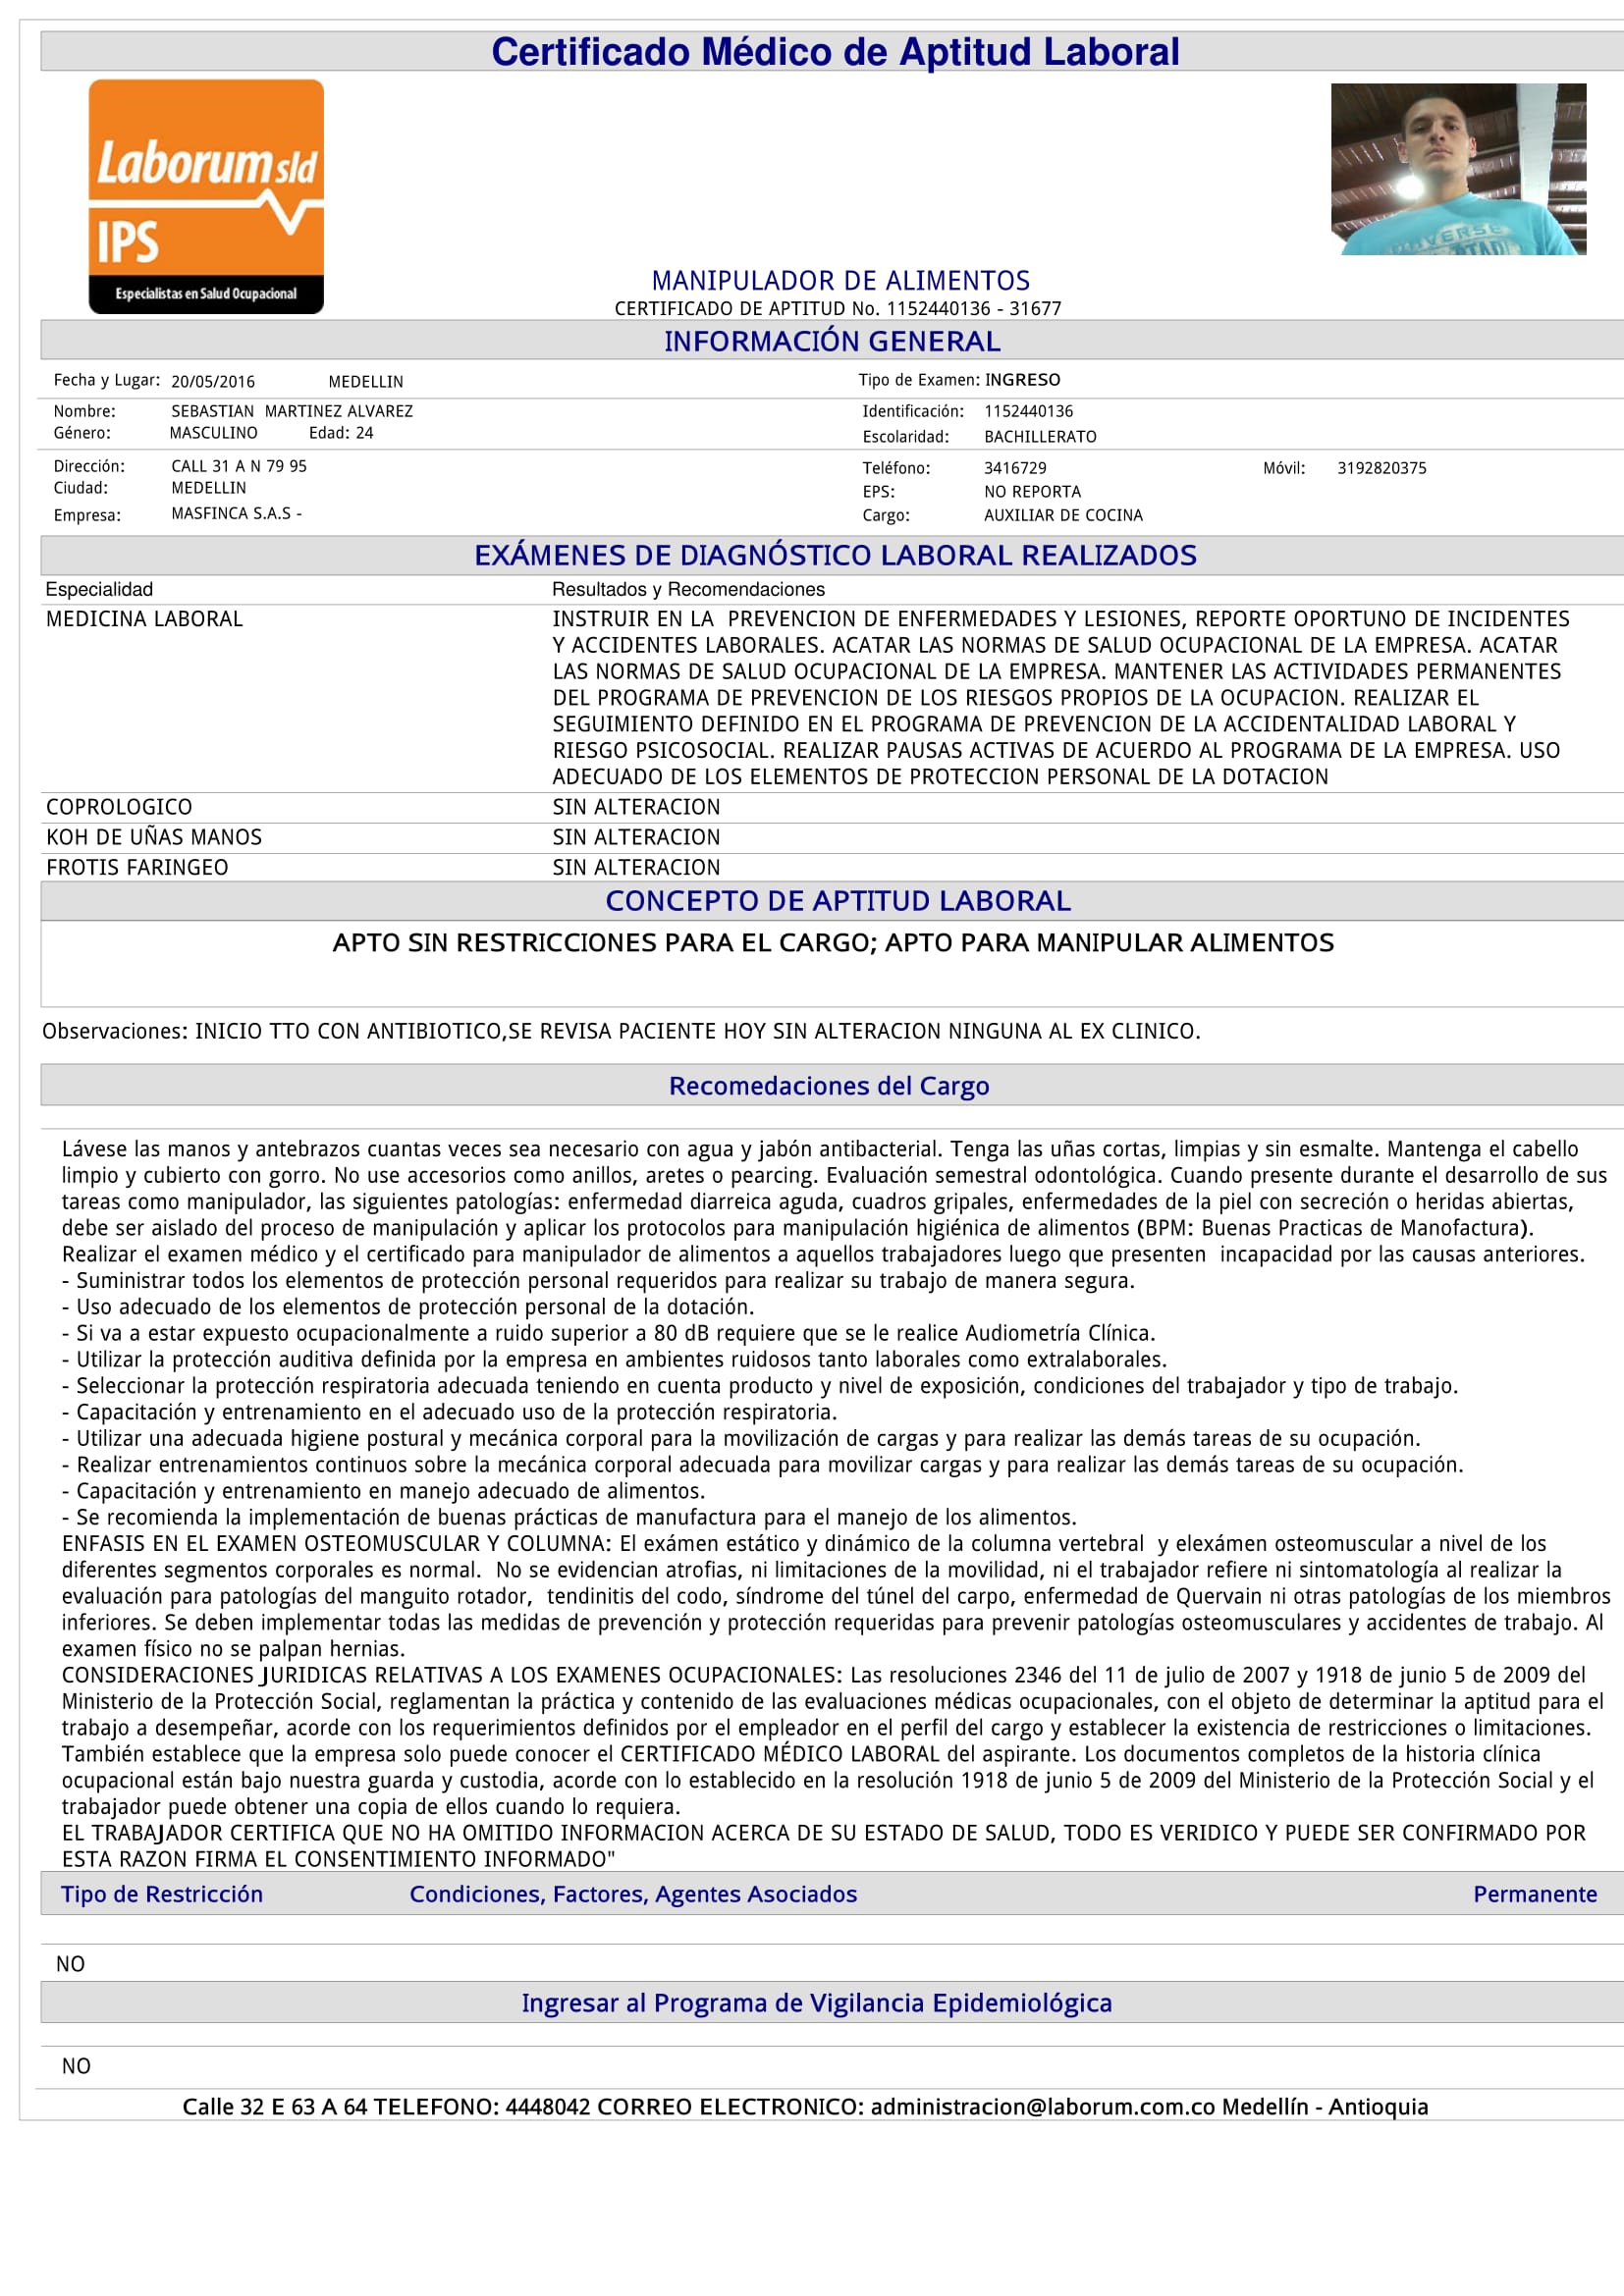 Certificado Médico de Aptitud Laboral
Laborum sld
IPS
Especialistas en Salud Ocupacional
MANIPULADOR DE ALIMENTOS
CERTIFICADO DE APTITUD No. 1152440136 - 31677
INFORMACIÓN GENERAL
Fecha y Lugar: 20/05/2016 MEDELLIN Tipo de Examen: INGRESO
Nombre: SEBASTIAN  MARTINEZ ALVAREZ Identificación: 1152440136
Género: MASCULINO Edad: 24 Escolaridad: BACHILLERATO
Dirección: CALL 31 A N 79 95 Teléfono: 3416729 Móvil: 3192820375
Ciudad: MEDELLIN EPS: NO REPORTA
Empresa: MASFINCA S.A.S - Cargo: AUXILIAR DE COCINA
EXÁMENES DE DIAGNÓSTICO LABORAL REALIZADOS
Especialidad Resultados y Recomendaciones
MEDICINA LABORAL INSTRUIR EN LA  PREVENCION DE ENFERMEDADES Y LESIONES, REPORTE OPORTUNO DE INCIDENTES
Y ACCIDENTES LABORALES. ACATAR LAS NORMAS DE SALUD OCUPACIONAL DE LA EMPRESA. ACATAR
LAS NORMAS DE SALUD OCUPACIONAL DE LA EMPRESA. MANTENER LAS ACTIVIDADES PERMANENTES
DEL PROGRAMA DE PREVENCION DE LOS RIESGOS PROPIOS DE LA OCUPACION. REALIZAR EL
SEGUIMIENTO DEFINIDO EN EL PROGRAMA DE PREVENCION DE LA ACCIDENTALIDAD LABORAL Y
RIESGO PSICOSOCIAL. REALIZAR PAUSAS ACTIVAS DE ACUERDO AL PROGRAMA DE LA EMPRESA. USO
ADECUADO DE LOS ELEMENTOS DE PROTECCION PERSONAL DE LA DOTACION
COPROLOGICO SIN ALTERACION
KOH DE UÑAS MANOS SIN ALTERACION
FROTIS FARINGEO SIN ALTERACION
CONCEPTO DE APTITUD LABORAL
APTO SIN RESTRICCIONES PARA EL CARGO; APTO PARA MANIPULAR ALIMENTOS
Observaciones: INICIO TTO CON ANTIBIOTICO,SE REVISA PACIENTE HOY SIN ALTERACION NINGUNA AL EX CLINICO.
Recomedaciones del Cargo
Lávese las manos y antebrazos cuantas veces sea necesario con agua y jabón antibacterial. Tenga las uñas cortas, limpias y sin esmalte. Mantenga el cabello
limpio y cubierto con gorro. No use accesorios como anillos, aretes o pearcing. Evaluación semestral odontológica. Cuando presente durante el desarrollo de sus
tareas como manipulador, las siguientes patologías: enfermedad diarreica aguda, cuadros gripales, enfermedades de la piel con secreción o heridas abiertas,
debe ser aislado del proceso de manipulación y aplicar los protocolos para manipulación higiénica de alimentos (BPM: Buenas Practicas de Manofactura).
Realizar el examen médico y el certificado para manipulador de alimentos a aquellos trabajadores luego que presenten  incapacidad por las causas anteriores.
- Suministrar todos los elementos de protección personal requeridos para realizar su trabajo de manera segura.
- Uso adecuado de los elementos de protección personal de la dotación.
- Si va a estar expuesto ocupacionalmente a ruido superior a 80 dB requiere que se le realice Audiometría Clínica.
- Utilizar la protección auditiva definida por la empresa en ambientes ruidosos tanto laborales como extralaborales.
- Seleccionar la protección respiratoria adecuada teniendo en cuenta producto y nivel de exposición, condiciones del trabajador y tipo de trabajo.
- Capacitación y entrenamiento en el adecuado uso de la protección respiratoria.
- Utilizar una adecuada higiene postural y mecánica corporal para la movilización de cargas y para realizar las demás tareas de su ocupación.
- Realizar entrenamientos continuos sobre la mecánica corporal adecuada para movilizar cargas y para realizar las demás tareas de su ocupación.
- Capacitación y entrenamiento en manejo adecuado de alimentos.
- Se recomienda la implementación de buenas prácticas de manufactura para el manejo de los alimentos.
ENFASIS EN EL EXAMEN OSTEOMUSCULAR Y COLUMNA: El exámen estático y dinámico de la columna vertebral  y elexámen osteomuscular a nivel de los
diferentes segmentos corporales es normal.  No se evidencian atrofias, ni limitaciones de la movilidad, ni el trabajador refiere ni sintomatología al realizar la
evaluación para patologías del manguito rotador,  tendinitis del codo, síndrome del túnel del carpo, enfermedad de Quervain ni otras patologías de los miembros
inferiores. Se deben implementar todas las medidas de prevención y protección requeridas para prevenir patologías osteomusculares y accidentes de trabajo. Al
examen físico no se palpan hernias.
CONSIDERACIONES JURIDICAS RELATIVAS A LOS EXAMENES OCUPACIONALES: Las resoluciones 2346 del 11 de julio de 2007 y 1918 de junio 5 de 2009 del
Ministerio de la Protección Social, reglamentan la práctica y contenido de las evaluaciones médicas ocupacionales, con el objeto de determinar la aptitud para el
trabajo a desempeñar, acorde con los requerimientos definidos por el empleador en el perfil del cargo y establecer la existencia de restricciones o limitaciones.
También establece que la empresa solo puede conocer el CERTIFICADO MÉDICO LABORAL del aspirante. Los documentos completos de la historia clínica
ocupacional están bajo nuestra guarda y custodia, acorde con lo establecido en la resolución 1918 de junio 5 de 2009 del Ministerio de la Protección Social y el
trabajador puede obtener una copia de ellos cuando lo requiera.
EL TRABAJADOR CERTIFICA QUE NO HA OMITIDO INFORMACION ACERCA DE SU ESTADO DE SALUD, TODO ES VERIDICO Y PUEDE SER CONFIRMADO POR
ESTA RAZON FIRMA EL CONSENTIMIENTO INFORMADO"
Tipo de Restricción Condiciones, Factores, Agentes Asociados Permanente
NO
Ingresar al Programa de Vigilancia Epidemiológica
NO
Calle 32 E 63 A 64 TELEFONO: 4448042 CORREO ELECTRONICO: administracion@laborum.com.co Medellín - Antioquia